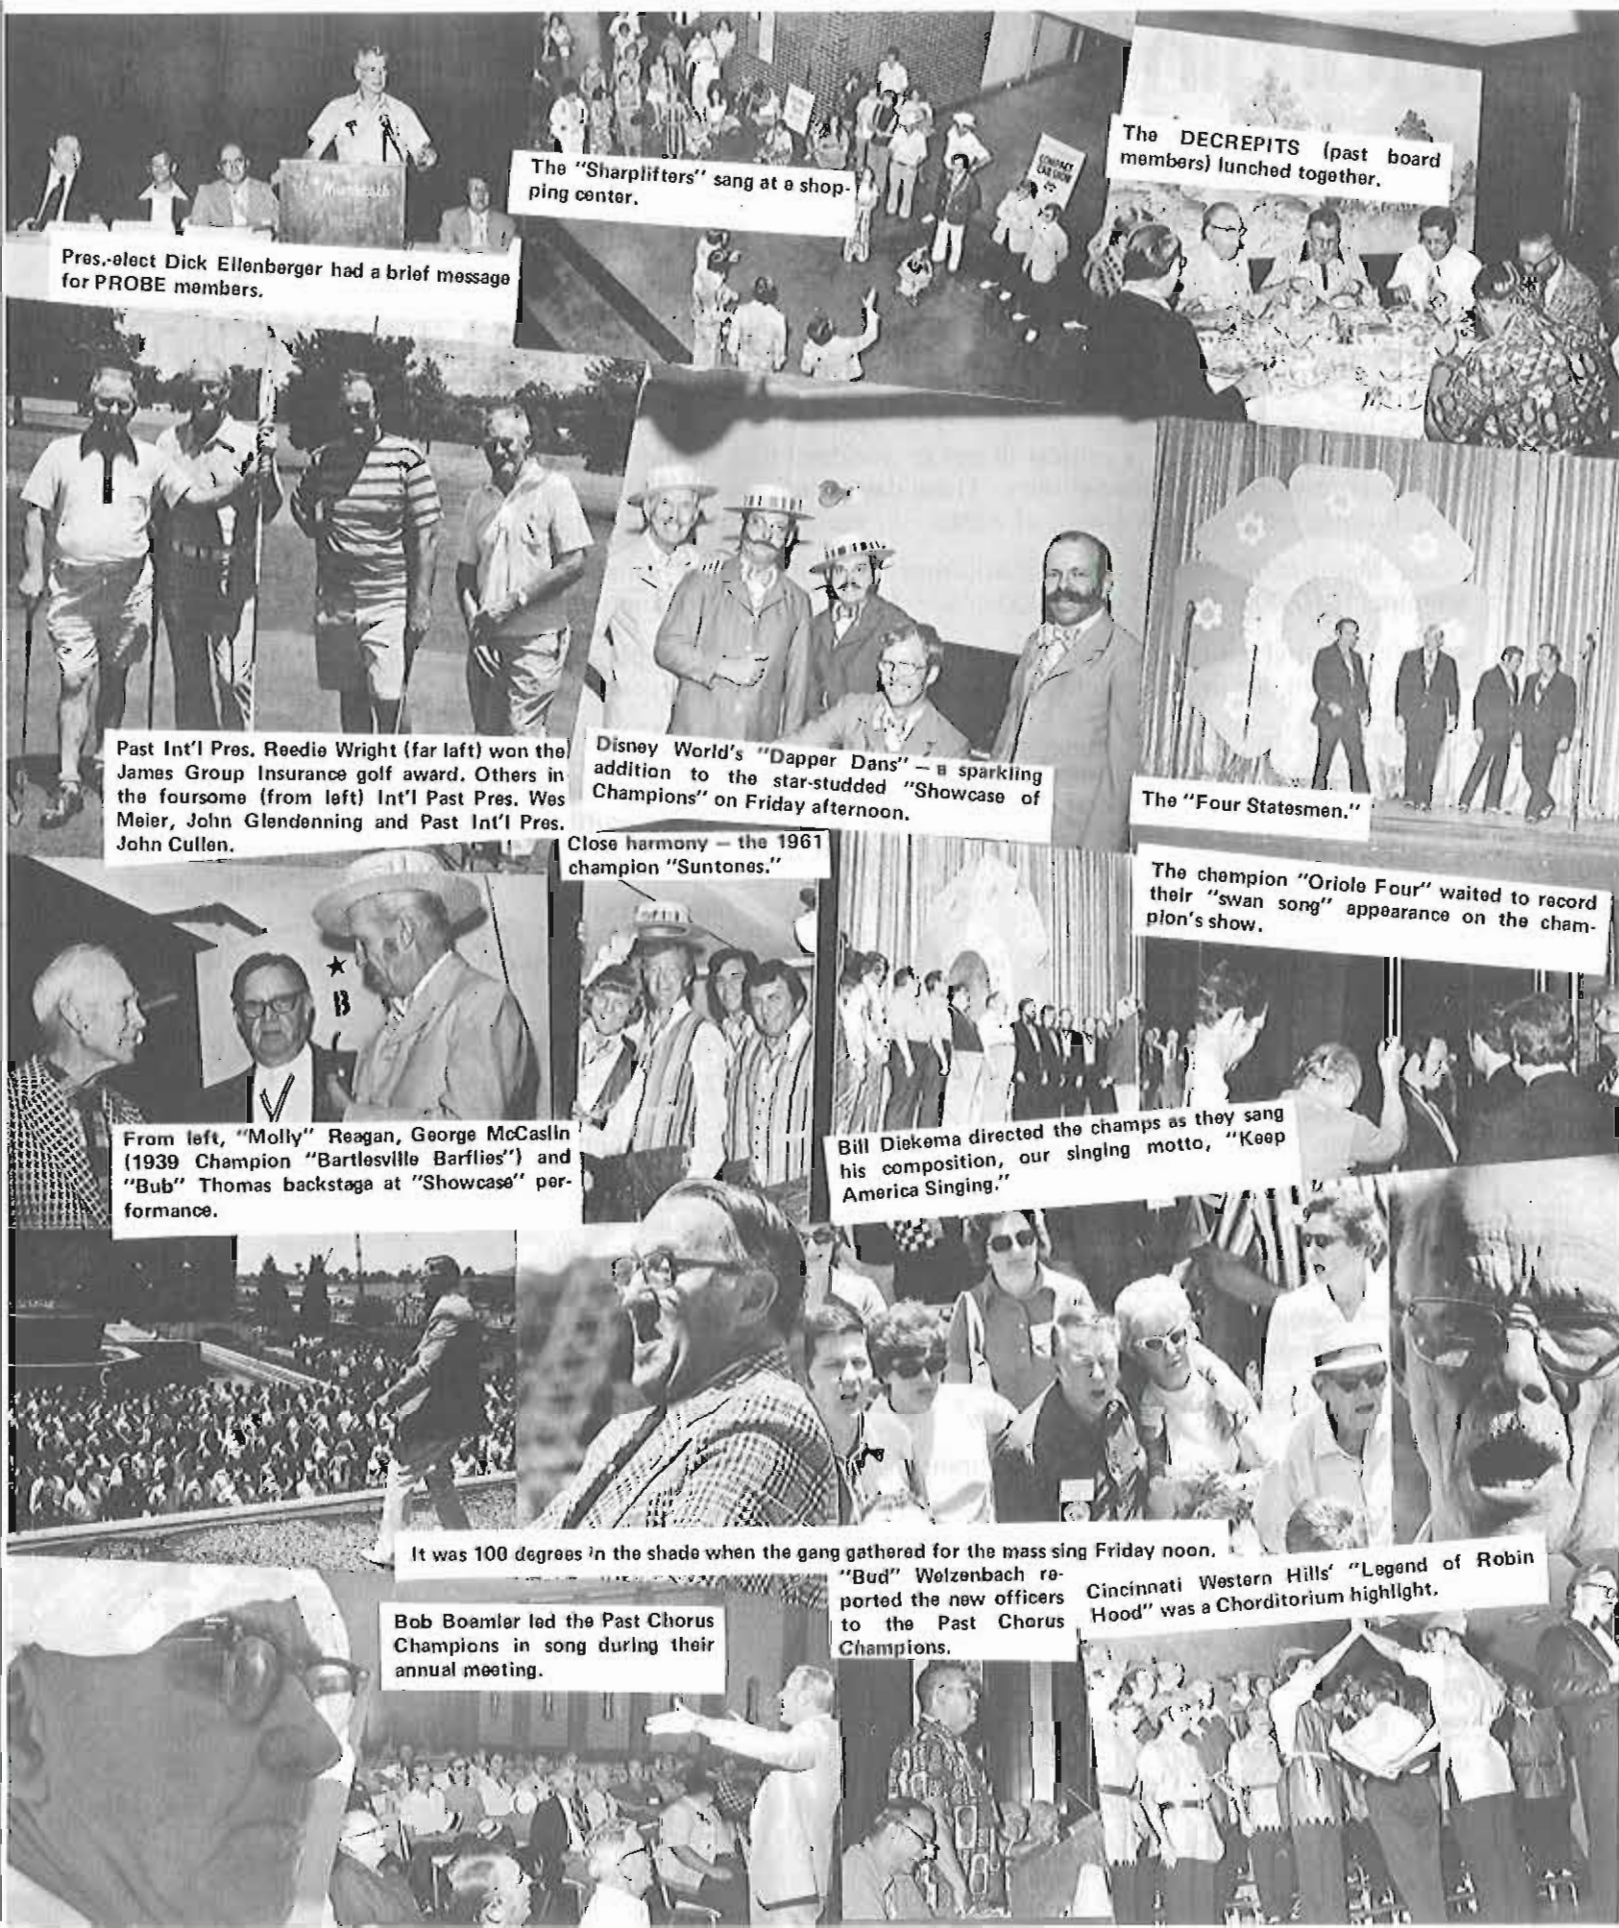 The "Sharplifters" sang at a shop-
ping center.
The DECREPITS (past board
members) lunched together.
COMPACT
CAR SHOW
Pres.-elect Dick Ellenberger had a brief message
for PROBE members.
Past Int'l Pres. Reedie Wright (far left) won the
James Group Insurance golf award. Others in
the foursome (from left) Int'l Past Pres. Wes
Meier, John Glendenning and Past Int'l Pres.
John Cullen.
Disney World's "Dapper Dans" — a sparkling
addition to the star-studded "Showcase of
Champions" on Friday afternoon.
The "Four Statesmen."
Close harmony — the 1961
champion "Suntones."
The champion "Oriole Four" waited to record
their "swan song" appearance on the cham-
pion's show.
B
From left, "Molly" Reagan, George McCaslin
(1939 Champion "Bartlesville Barflies") and
"Bub" Thomas backstage at "Showcase" per-
formance.
Bill Diekema directed the champs as they sang
his composition, our singing motto, "Keep
America Singing."
It was 100 degrees in the shade when the gang gathered for the mass sing Friday noon.
Bob Boemler led the Past Chorus
Champions in song during their
annual meeting.
"Bud" Welzenbach re-
ported the new officers
to the Past Chorus
Champions.
Cincinnati Western Hills' "Legend of Robin
Hood" was a Chorditorium highlight.